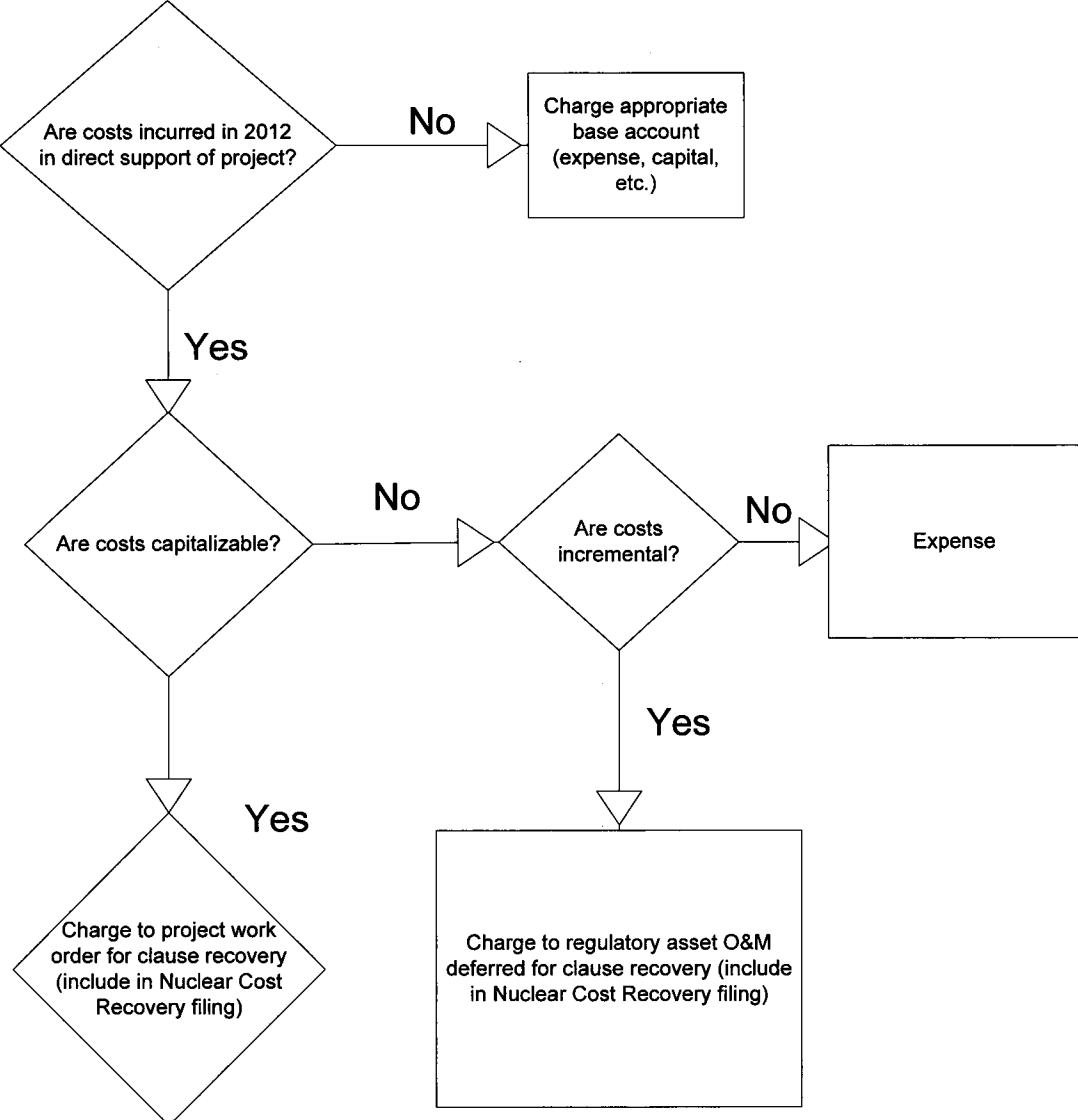 Are costs incurred in 2012
in direct support of project?
No
Charge appropriate
base account
(expense, capital,
etc.)
Yes
Are costs capitalizable?
No
Are costs
incremental?
No
Expense
Yes
Yes
Charge to project work
order for clause recovery
(include in Nuclear Cost
Recovery filing)
Charge to regulatory asset O&M
deferred for clause recovery (include
in Nuclear Cost Recovery filing)